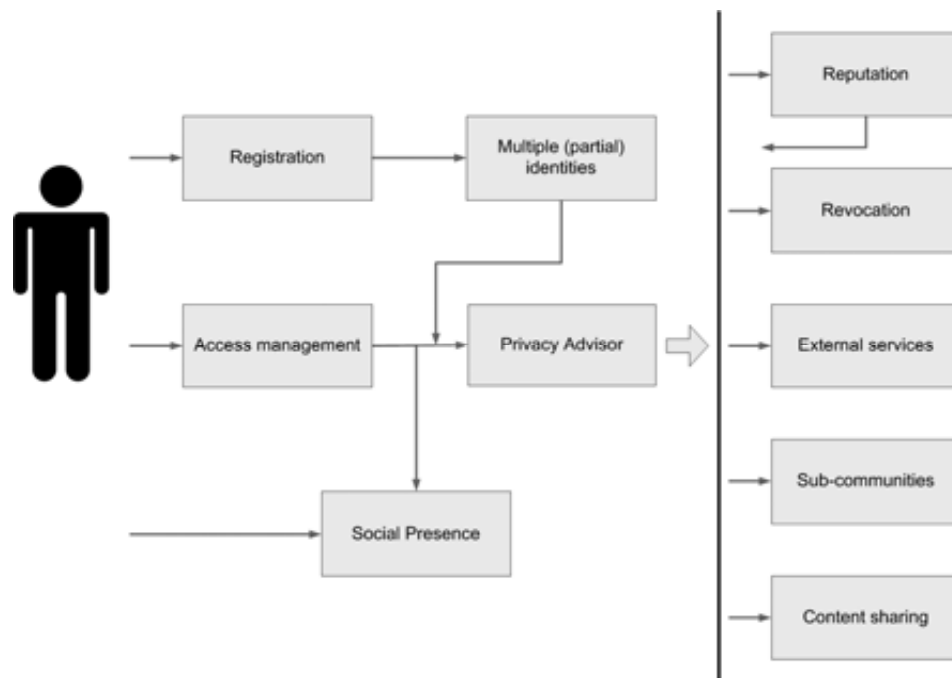 Reputation
Registration
Multiple (partial)
identities
Revocation
Access management
Privacy Advisor
External services
Sub-communities
Social Presence
Content sharing